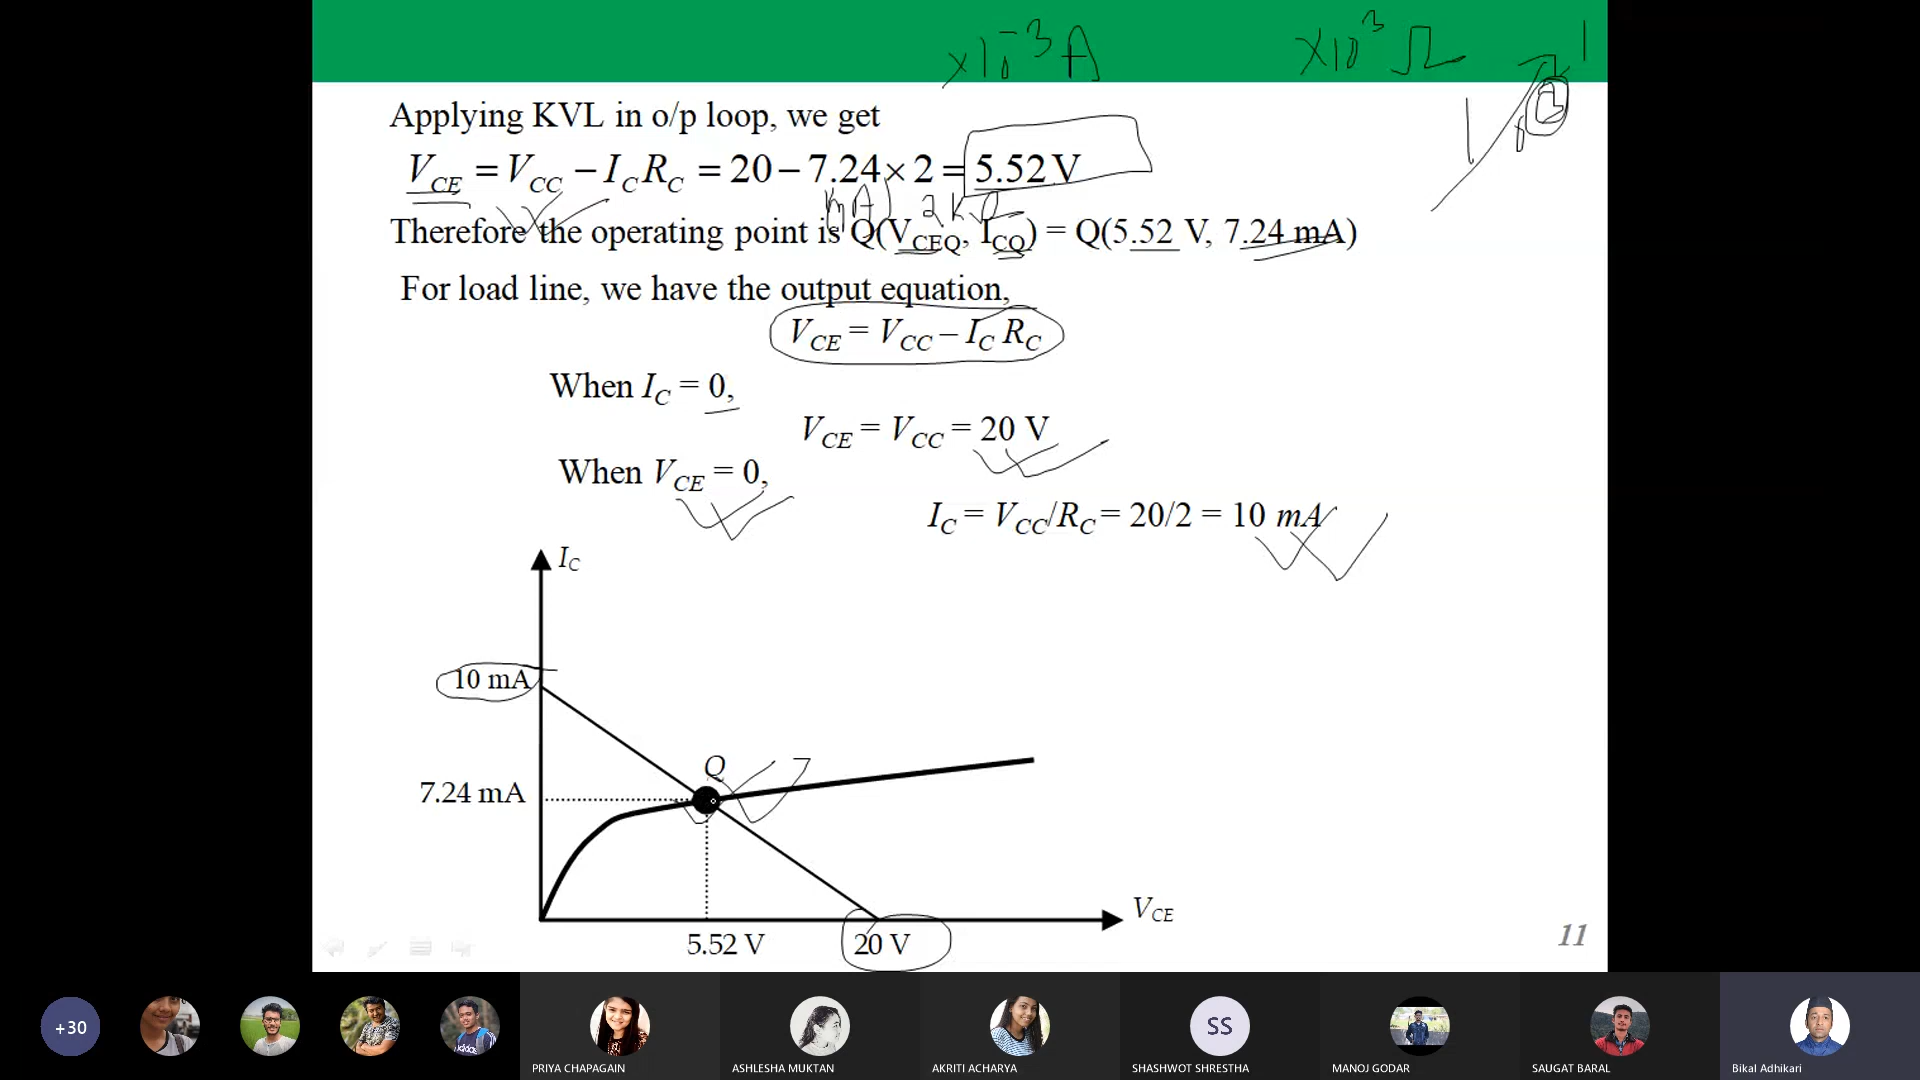 ×10⁻³ A ×10³ Ω
Applying KVL in o/p loop, we get
V_CE = V_CC − I_C R_C = 20 − 7.24 × 2 = 5.52 V
mA 2kΩ
Therefore the operating point is Q(V_CEQ, I_CQ) = Q(5.52 V, 7.24 mA)
For load line, we have the output equation,
V_CE = V_CC – I_C R_C
When I_C = 0,
V_CE = V_CC = 20 V
When V_CE = 0,
I_C = V_CC/R_C = 20/2 = 10 mA
I_C
10 mA
Q
7.24 mA
V_CE
5.52 V
20 V
11
+30
adidas
PRIYA CHAPAGAIN
ASHLESHA MUKTAN
AKRITI ACHARYA
SS
SHASHWOT SHRESTHA
MANOJ GODAR
SAUGAT BARAL
Bikal Adhikari